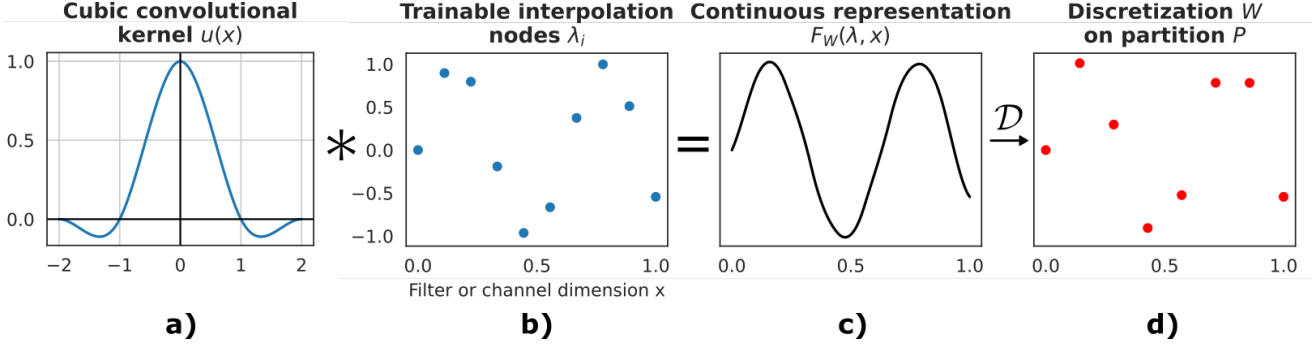 Cubic convolutional
kernel u(x)
Trainable interpolation
nodes λᵢ
Continuous representation
F_W(λ, x)
Discretization W
on partition P
1.0
0.5
0.0
−2 −1 0 1 2
∗
1.0
0.5
0.0
−0.5
−1.0
0.0 0.5 1.0
Filter or channel dimension x
=
0.0 0.5 1.0
𝒟
→
0.0 0.5 1.0
a) b) c) d)